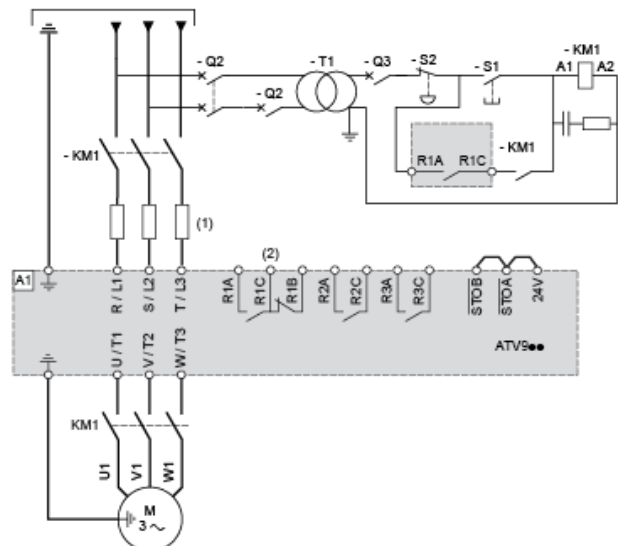 - Q2
- T1
- Q3
- S2
- S1
- KM1
A1
A2
- Q2
- KM1
R1A
R1C
- KM1
(1)
(2)
A1
R / L1
S / L2
T / L3
R1A
R1C
R1B
R2A
R2C
R3A
R3C
STOB
STOA
24V
U / T1
V / T2
W / T3
ATV9●●
KM1
U1
V1
W1
M
3 ~